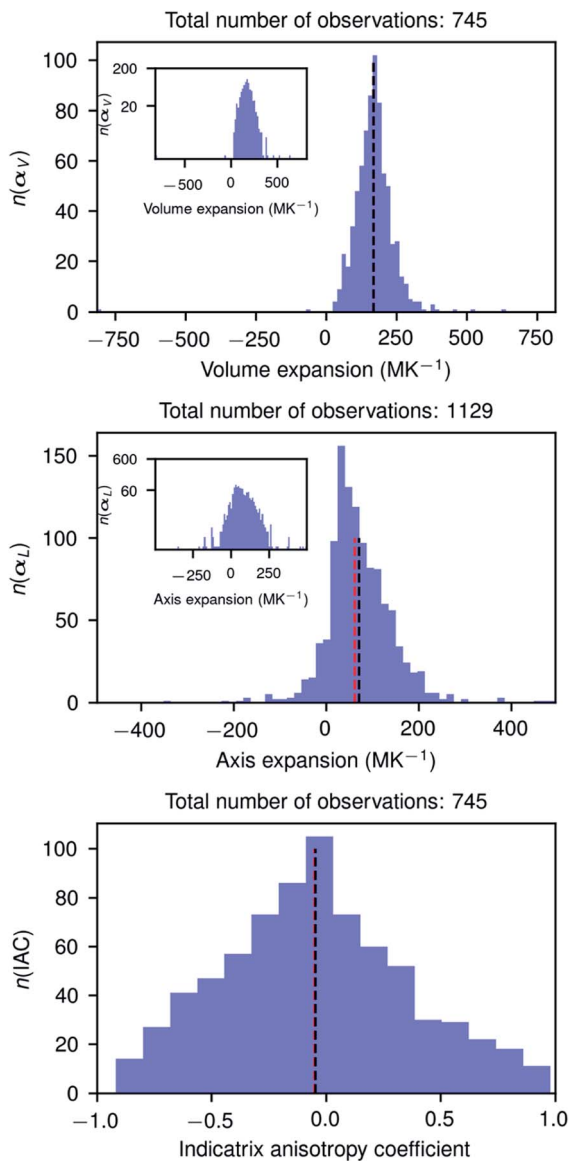 Total number of observations: 745
100
80
60
40
20
0
n(αV)
200
20
n(αV)
−500 0 500
Volume expansion (MK−1)
−750 −500 −250 0 250 500 750
Volume expansion (MK−1)
Total number of observations: 1129
150
100
50
0
n(αL)
600
60
n(αL)
−250 0 250
Axis expansion (MK−1)
−400 −200 0 200 400
Axis expansion (MK−1)
Total number of observations: 745
100
80
60
40
20
0
n(IAC)
−1.0 −0.5 0.0 0.5 1.0
Indicatrix anisotropy coefficient